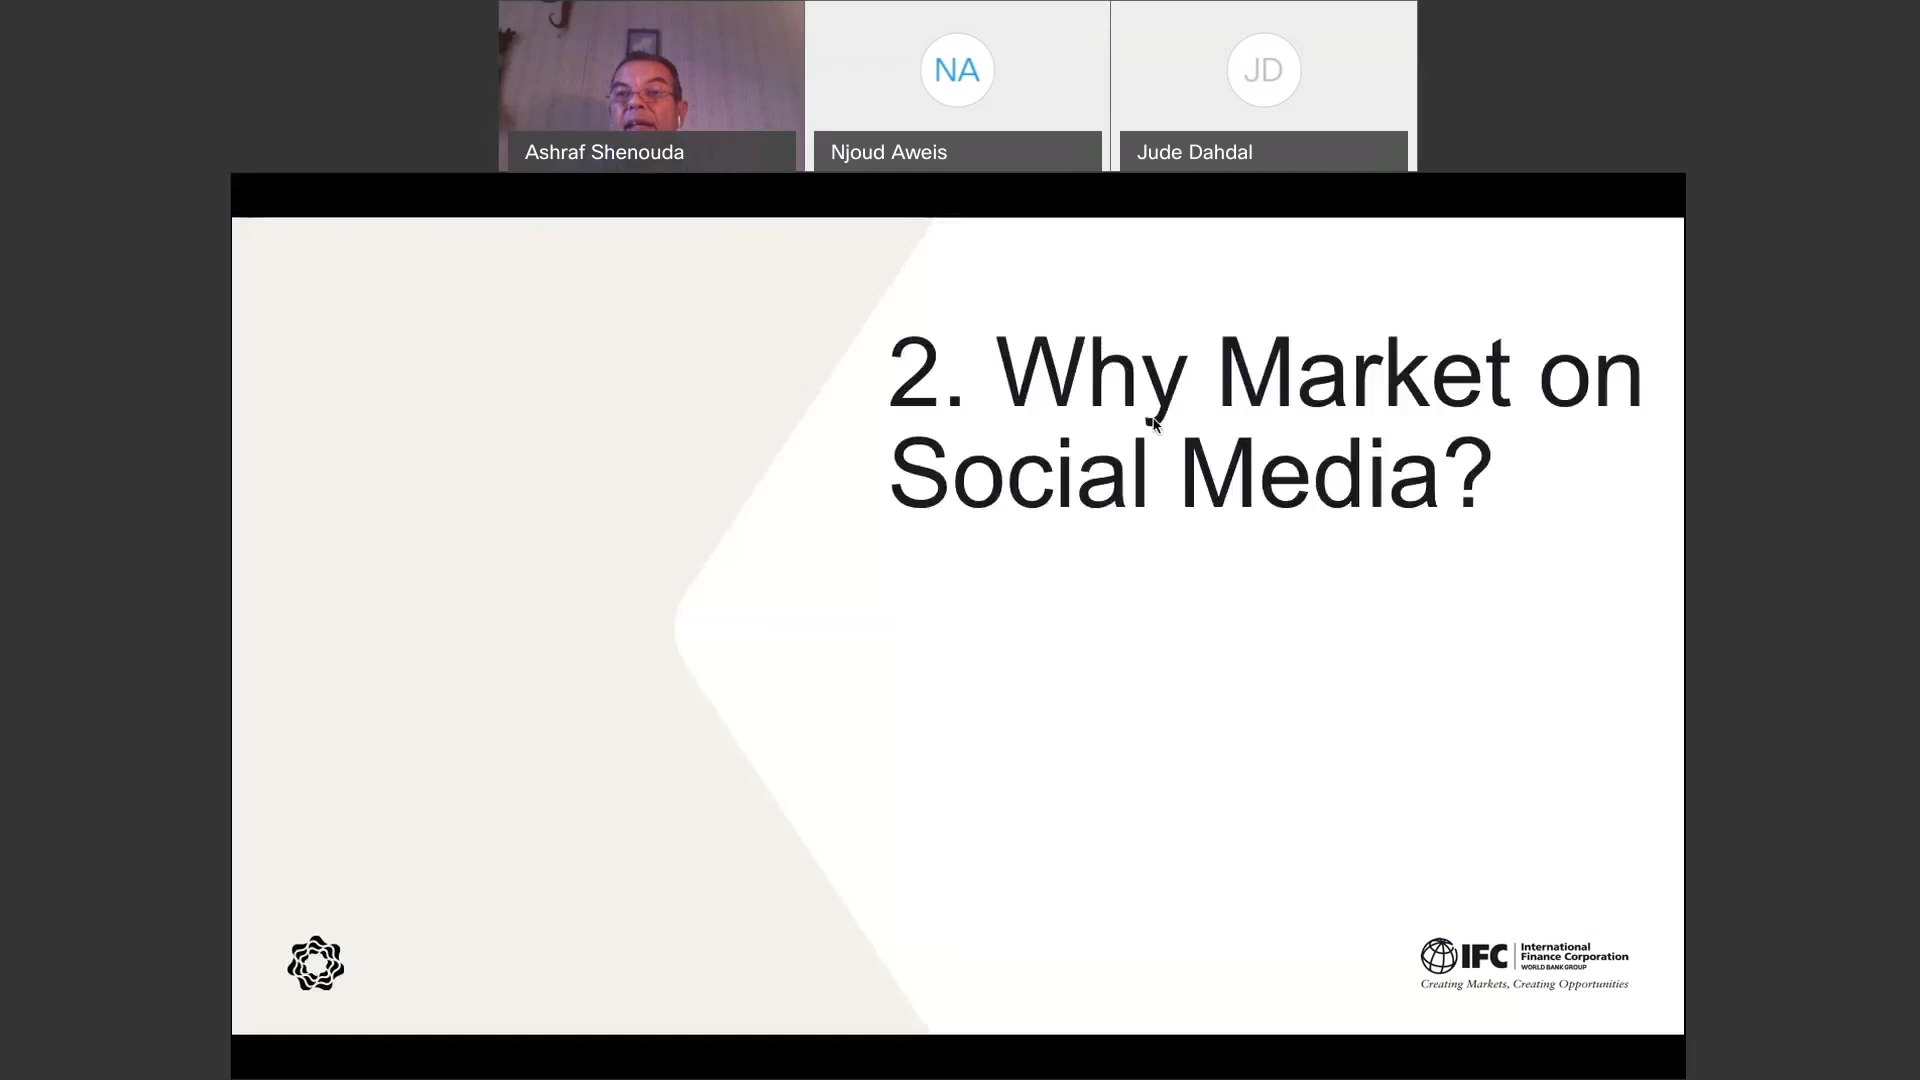 NA
JD
Ashraf Shenouda
Njoud Aweis
Jude Dahdal
2. Why Market on
Social Media?
IFC
International
Finance Corporation
WORLD BANK GROUP
Creating Markets, Creating Opportunities